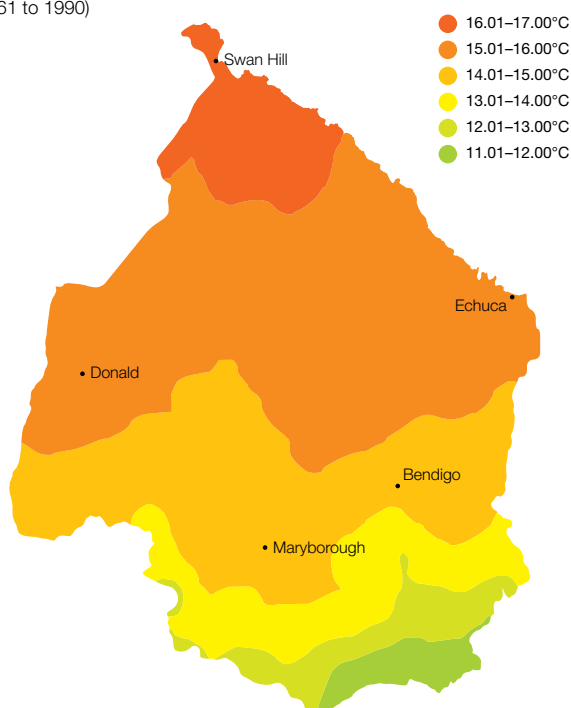 61 to 1990)
16.01–17.00°C
15.01–16.00°C
14.01–15.00°C
13.01–14.00°C
12.01–13.00°C
11.01–12.00°C
Swan Hill
Echuca
Donald
Bendigo
Maryborough